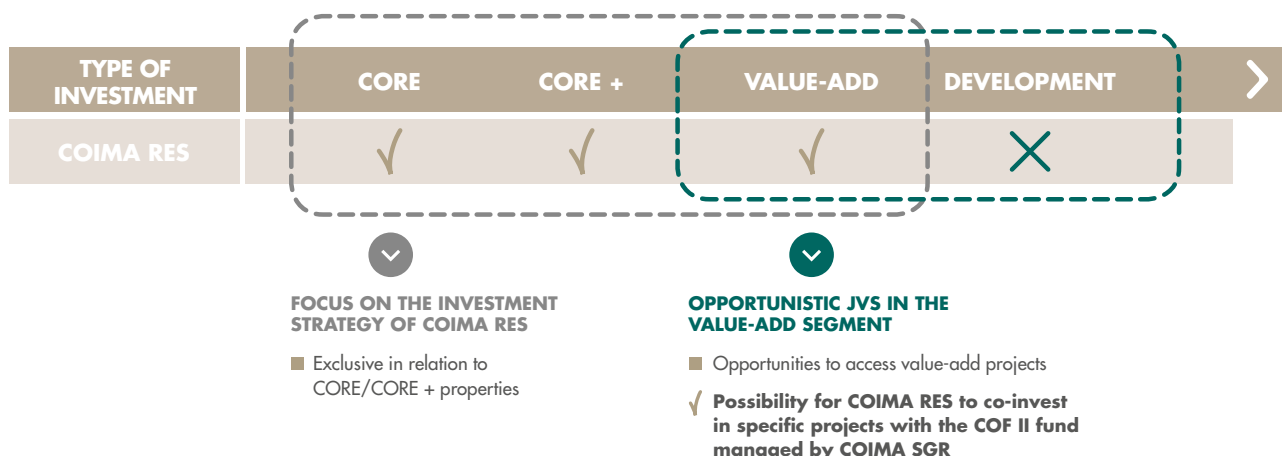 TYPE OF
INVESTMENT
CORE
CORE +
VALUE-ADD
DEVELOPMENT
COIMA RES
FOCUS ON THE INVESTMENT
STRATEGY OF COIMA RES
Exclusive in relation to
CORE/CORE + properties
OPPORTUNISTIC JVS IN THE
VALUE-ADD SEGMENT
Opportunities to access value-add projects
Possibility for COIMA RES to co-invest
in specific projects with the COF II fund
managed by COIMA SGR